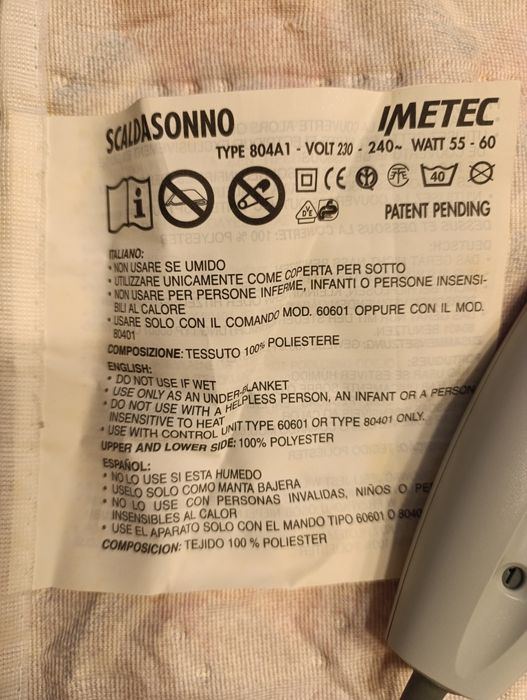 SCALDASONNO
IMETEC
TYPE 804A1 - VOLT 230 - 240~ WATT 55 - 60
i
CE
VDE
GS
40
PATENT PENDING
ITALIANO:
• NON USARE SE UMIDO
• UTILIZZARE UNICAMENTE COME COPERTA PER SOTTO
• NON USARE PER PERSONE INFERME, INFANTI O PERSONE INSENSI-
BILI AL CALORE
• USARE SOLO CON IL COMANDO MOD. 60601 OPPURE CON IL MOD.
80401
COMPOSIZIONE: TESSUTO 100% POLIESTERE
ENGLISH:
• DO NOT USE IF WET
• USE ONLY AS AN UNDER-BLANKET
• DO NOT USE WITH A HELPLESS PERSON, AN INFANT OR A PERSON
INSENSITIVE TO HEAT
• USE WITH CONTROL UNIT TYPE 60601 OR TYPE 80401 ONLY.
UPPER AND LOWER SIDE: 100% POLYESTER
ESPAÑOL:
• NO LO USE SI ESTA HUMEDO
• USELO SOLO COMO MANTA BAJERA
• NO LO USE CON PERSONAS INVALIDAS, NIÑOS O PE
INSENSIBLES AL CALOR
• USE EL APARATO SOLO CON EL MANDO TIPO 60601 O 8040
COMPOSICION: TEJIDO 100 % POLIESTER
1